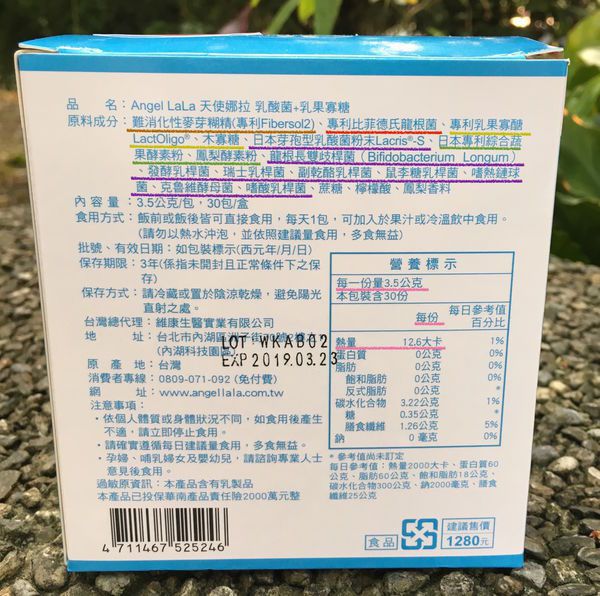 品　　名：Angel LaLa 天使娜拉 乳酸菌+乳果寡糖
原料成分：難消化性麥芽糊精(專利Fibersol2)、專利比菲德氏龍根菌、專利乳果寡醣
LactOligo®、木寡糖、日本芽孢型乳酸菌粉末Lacris®-S、日本專利綜合蔬
果酵素粉、鳳梨酵素粉、龍根長雙歧桿菌（Bifidobacterium Longum）
、發酵乳桿菌、瑞士乳桿菌、副乾酪乳桿菌、鼠李糖乳桿菌、嗜熱鏈球
菌、克魯維酵母菌、嗜酸乳桿菌、蔗糖、檸檬酸、鳳梨香料
內 容 量：3.5公克/包，30包/盒
食用方式：飯前或飯後皆可直接食用，每天1包，可加入於果汁或冷溫飲中食用。
(請勿以熱水沖泡，並依照建議量食用，多食無益)
批號、有效日期：如包裝標示(西元年/月/日)
保存期限：3年(係指未開封且正常條件下之保
存)
保存方式：請冷藏或置於陰涼乾燥，避免陽光
直射之處。
台灣總代理：維康生醫實業有限公司
地　　址：台北市內湖區
(內湖科技園區)
LOT WKAB02
EXP 2019.03.23
原 產 地：台灣
消費者專線：0809-071-092 (免付費)
網　　址：www.angellala.com.tw
注意事項：
・依個人體質或身體狀況不同，如食用後產生
不適，請立即停止食用。
・請確實遵循每日建議量食用，多食無益。
・孕婦、哺乳婦女及嬰幼兒，請諮詢專業人士
意見後食用。
過敏原資訊：本產品含有乳製品
本產品已投保華南產品責任險2000萬元整
4 711467 525246
營養標示
每一份量3.5公克
本包裝含30份
每份 每日參考值
百分比
熱量 12.6大卡 1%
蛋白質 0公克 0%
脂肪 0公克 0%
飽和脂肪 0公克 0%
反式脂肪 0公克 *
碳水化合物 3.22公克 1%
糖 0.35公克 *
膳食纖維 1.26公克 5%
鈉 0 毫克 0%
* 參考值尚未訂定
每日參考值：熱量2000大卡、蛋白質60
公克、脂肪60公克、飽和脂肪18公克、
碳水化合物300公克、鈉2000毫克、膳食
纖維25公克
食品
建議售價
1280元